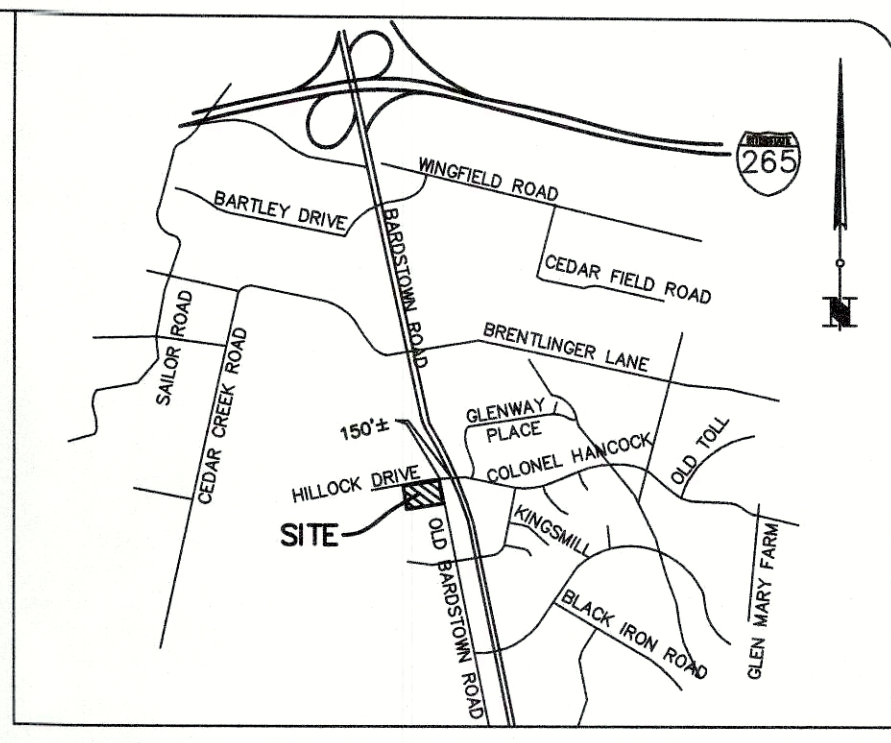 INTERSTATE
265
WINGFIELD ROAD
BARTLEY DRIVE
BARDSTOWN ROAD
CEDAR FIELD ROAD
N
SAILOR ROAD
CEDAR CREEK ROAD
BRENTLINGER LANE
150'±
GLENWAY
PLACE
COLONEL HANCOCK
OLD TOLL
HILLOCK DRIVE
SITE
KINGSMILL
OLD BARDSTOWN ROAD
BLACK IRON ROAD
GLEN MARY FARM